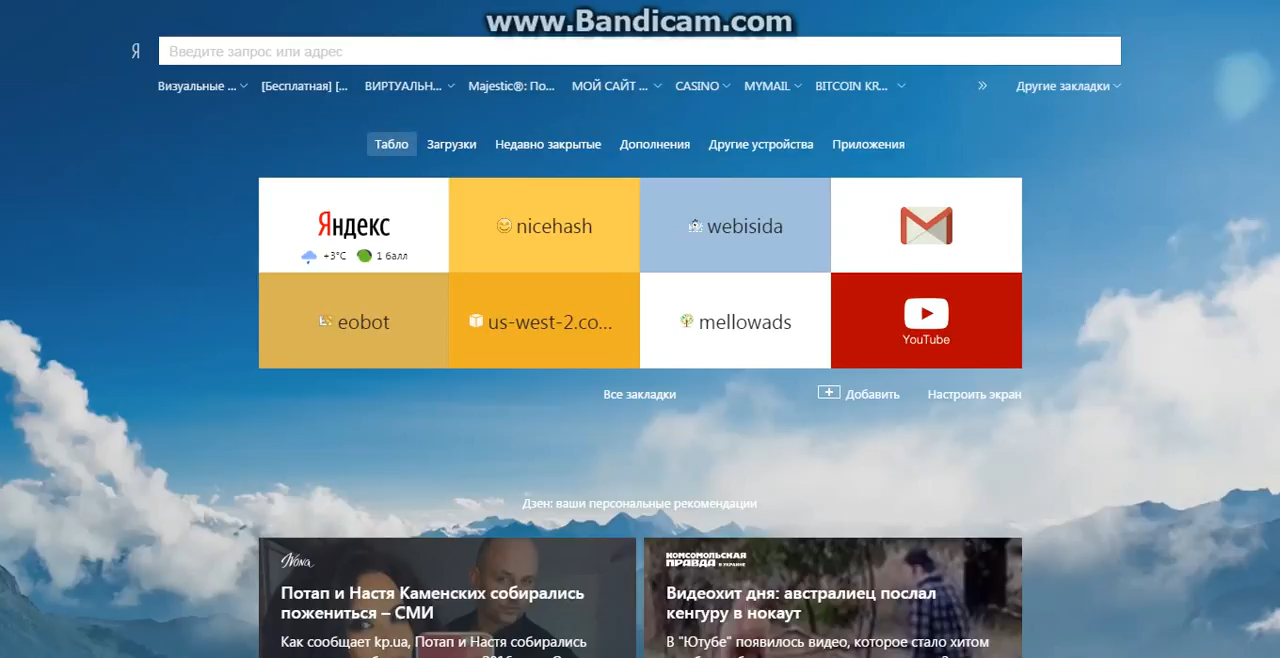 www.Bandicam.com
Я Введите запрос или адрес
Визуальные ... [Бесплатная] [... ВИРТУАЛЬН... Majestic®: По... МОЙ САЙТ ... CASINO MYMAIL BITCOIN KR... » Другие закладки
Табло Загрузки Недавно закрытые Дополнения Другие устройства Приложения
Яндекс nicehash webisida
+3°C 1 балл
eobot us-west-2.co... mellowads YouTube
Все закладки Добавить Настроить экран
Дзен: ваши персональные рекомендации
Ivona
Потап и Настя Каменских собирались
пожениться – СМИ
Как сообщает kp.ua, Потап и Настя собирались
КОМСОМОЛЬСКАЯ
ПРАВДА В УКРАИНЕ
Видеохит дня: австралиец послал
кенгуру в нокаут
В "Ютубе" появилось видео, которое стало хитом